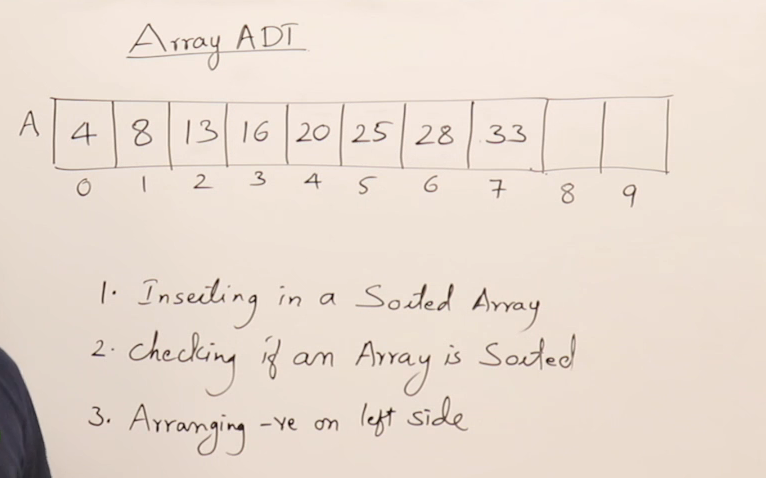 Array ADT
A 4 8 13 16 20 25 28 33
0 1 2 3 4 5 6 7 8 9
1. Inserting in a Sorted Array
2. Checking if an Array is Sorted
3. Arranging -ve on left side